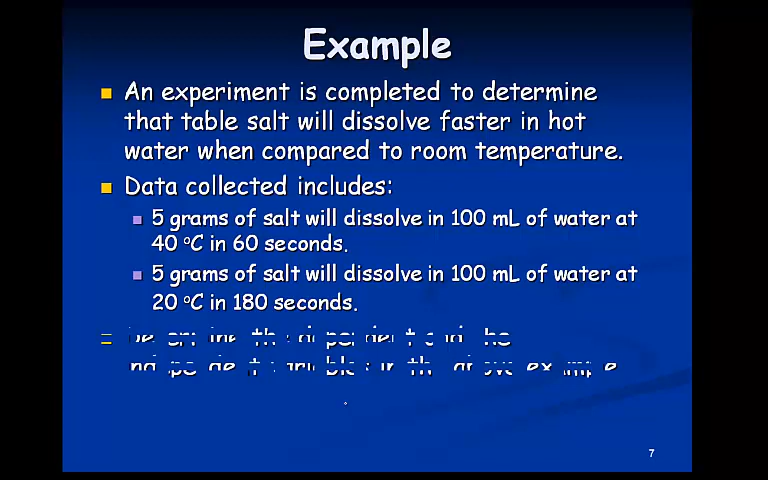 Example
An experiment is completed to determine
that table salt will dissolve faster in hot
water when compared to room temperature.
Data collected includes:
5 grams of salt will dissolve in 100 mL of water at
40 °C in 60 seconds.
5 grams of salt will dissolve in 100 mL of water at
20 °C in 180 seconds.
7